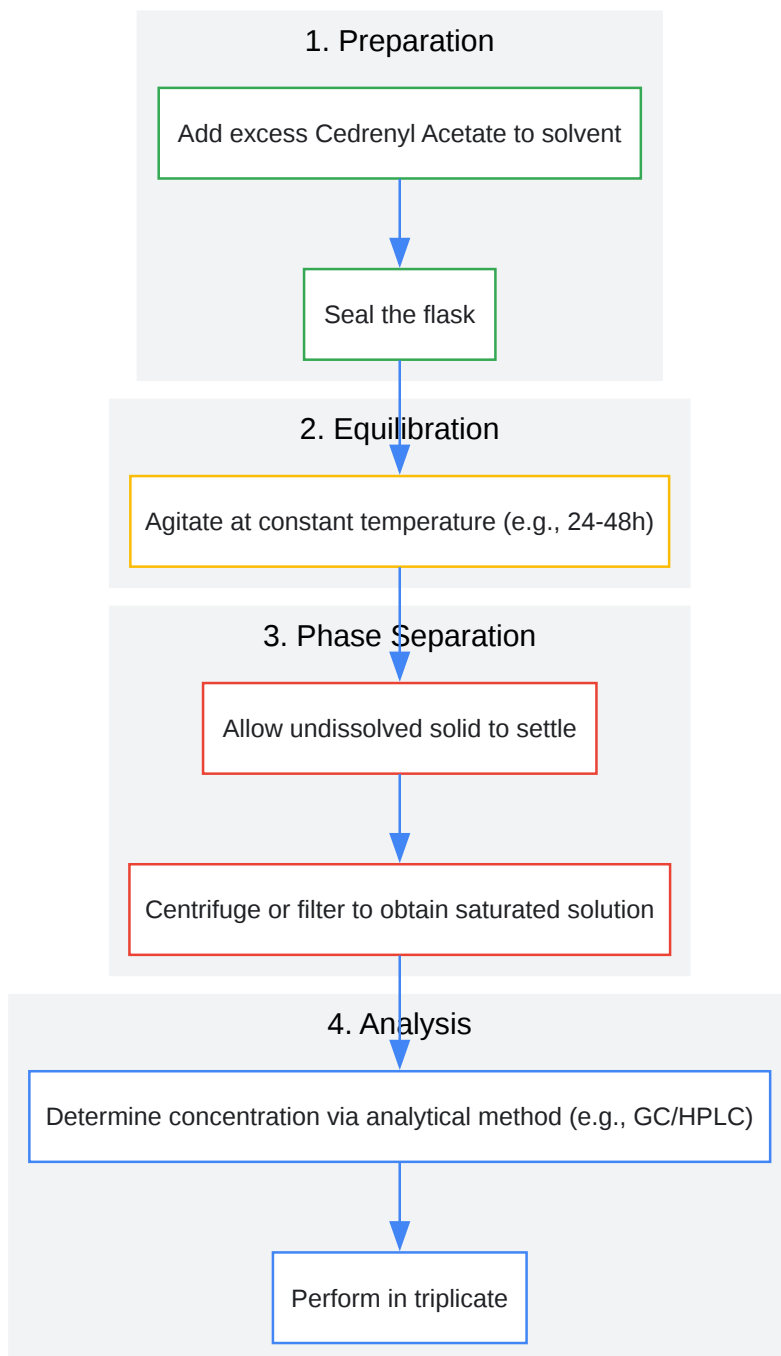 1. Preparation
Add excess Cedrenyl Acetate to solvent
Seal the flask
2. Equilibration
Agitate at constant temperature (e.g., 24-48h)
3. Phase Separation
Allow undissolved solid to settle
Centrifuge or filter to obtain saturated solution
4. Analysis
Determine concentration via analytical method (e.g., GC/HPLC)
Perform in triplicate